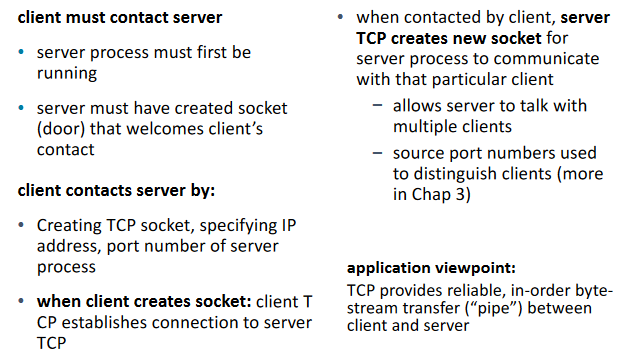 client must contact server
• server process must first be
running
• server must have created socket
(door) that welcomes client's
contact
client contacts server by:
• Creating TCP socket, specifying IP
address, port number of server
process
• when client creates socket: client T
CP establishes connection to server
TCP
• when contacted by client, server
TCP creates new socket for
server process to communicate
with that particular client
– allows server to talk with
multiple clients
– source port numbers used
to distinguish clients (more
in Chap 3)
application viewpoint:
TCP provides reliable, in-order byte-
stream transfer (“pipe”) between
client and server